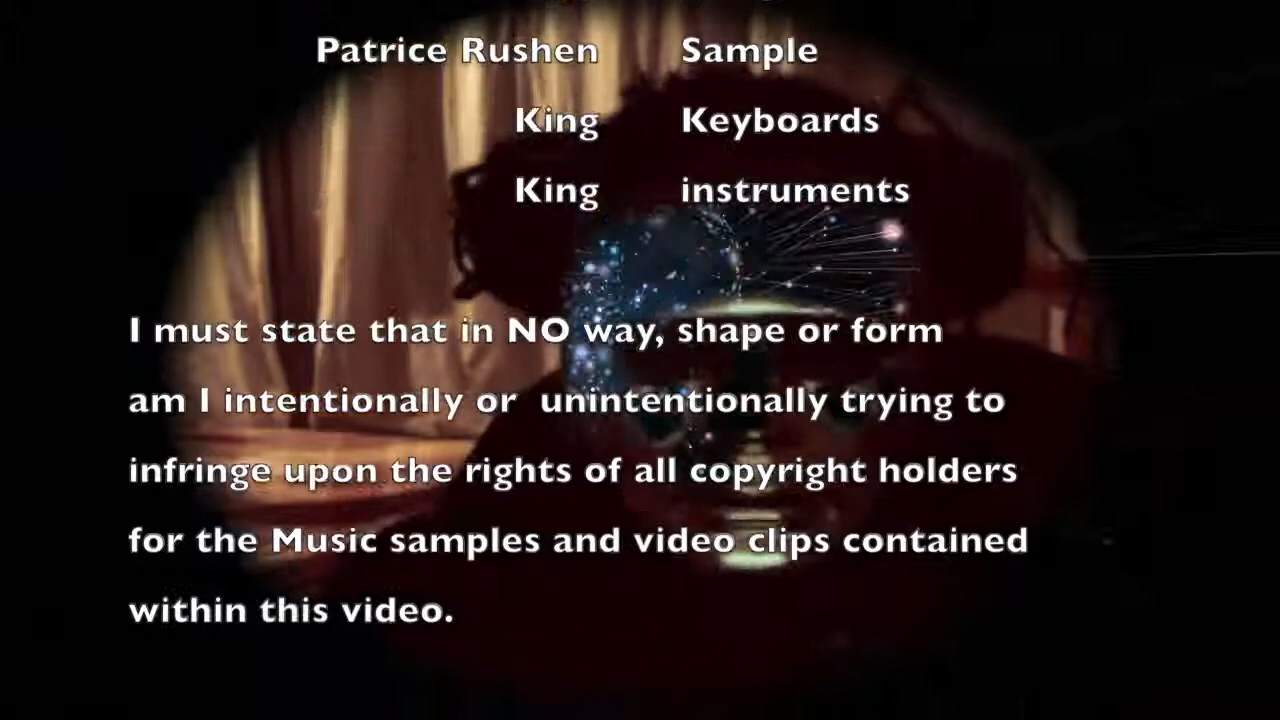 Patrice Rushen Sample
King Keyboards
King instruments
I must state that in NO way, shape or form
am I intentionally or unintentionally trying to
infringe upon the rights of all copyright holders
for the Music samples and video clips contained
within this video.